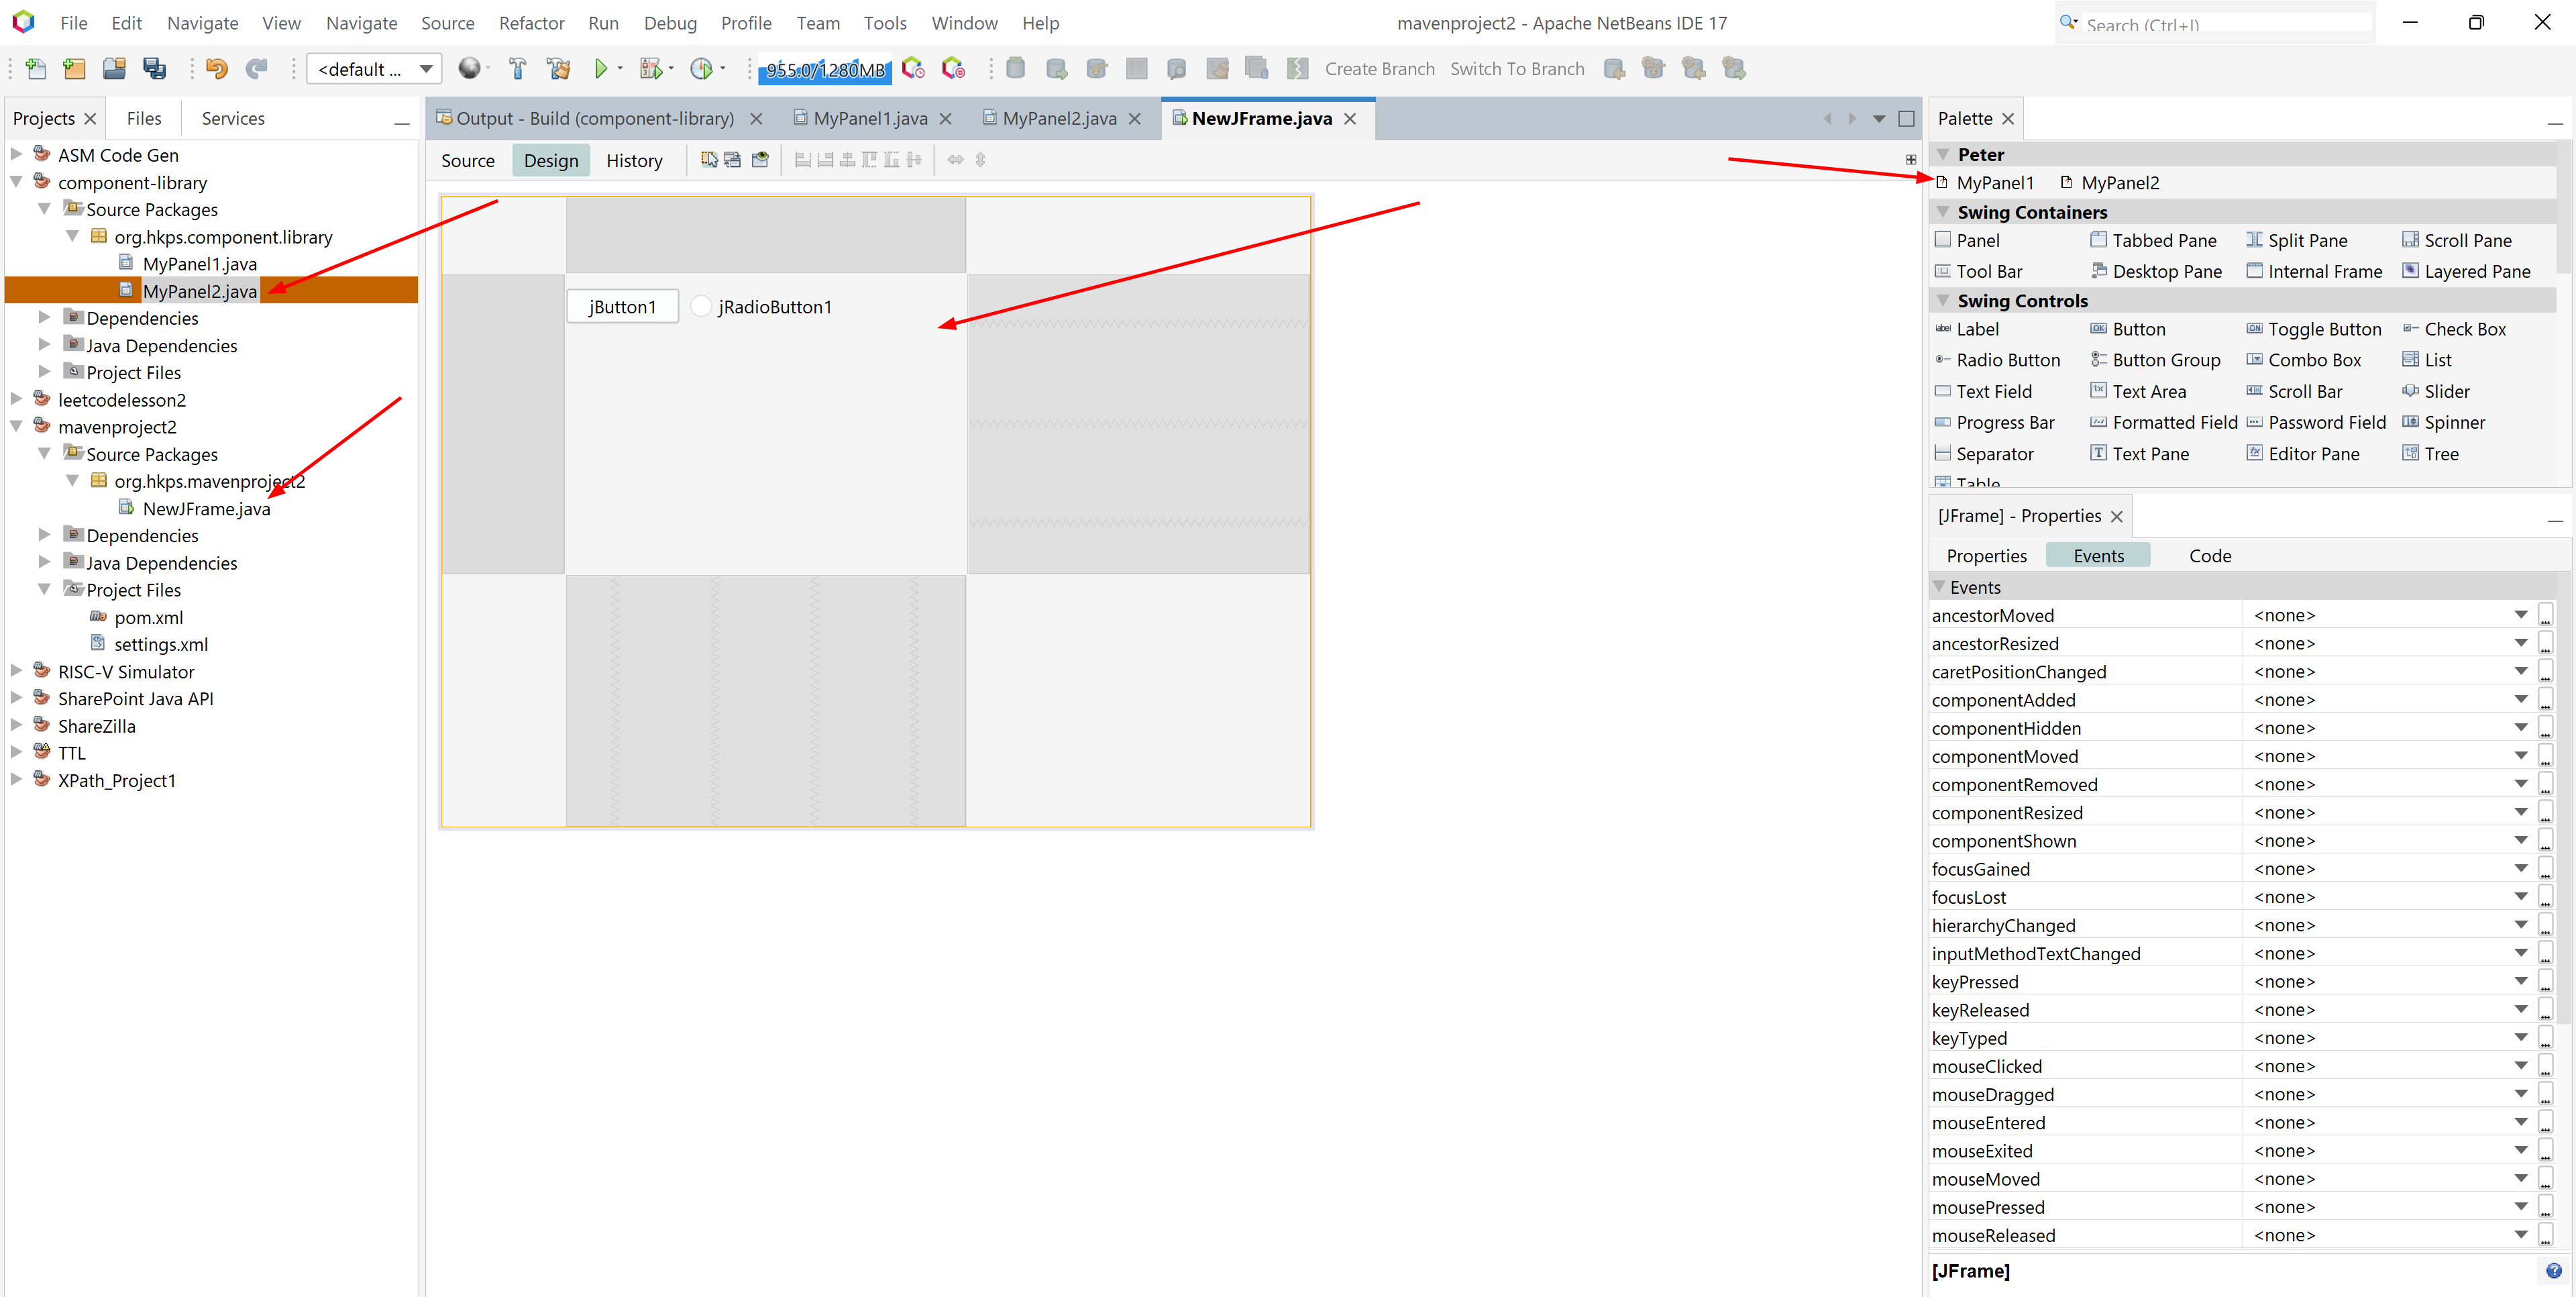 File Edit Navigate View Navigate Source Refactor Run Debug Profile Team Tools Window Help
mavenproject2 - Apache NetBeans IDE 17
Search (Ctrl+I)
<default ...
955.0/1280MB
Create Branch Switch To Branch
Projects Files Services
ASM Code Gen
component-library
Source Packages
org.hkps.component.library
MyPanel1.java
MyPanel2.java
Dependencies
Java Dependencies
Project Files
leetcodelesson2
mavenproject2
Source Packages
org.hkps.mavenproject2
NewJFrame.java
Dependencies
Java Dependencies
Project Files
pom.xml
settings.xml
RISC-V Simulator
SharePoint Java API
ShareZilla
TTL
XPath_Project1
Output - Build (component-library) MyPanel1.java MyPanel2.java NewJFrame.java
Source Design History
jButton1 jRadioButton1
Palette
Peter
MyPanel1 MyPanel2
Swing Containers
Panel Tabbed Pane Split Pane Scroll Pane
Tool Bar Desktop Pane Internal Frame Layered Pane
Swing Controls
label Label OK Button ON Toggle Button Check Box
Radio Button Button Group Combo Box List
Text Field Text Area Scroll Bar Slider
Progress Bar Formatted Field Password Field Spinner
Separator Text Pane Editor Pane Tree
Table
[JFrame] - Properties
Properties Events Code
Events
ancestorMoved <none>
ancestorResized <none>
caretPositionChanged <none>
componentAdded <none>
componentHidden <none>
componentMoved <none>
componentRemoved <none>
componentResized <none>
componentShown <none>
focusGained <none>
focusLost <none>
hierarchyChanged <none>
inputMethodTextChanged <none>
keyPressed <none>
keyReleased <none>
keyTyped <none>
mouseClicked <none>
mouseDragged <none>
mouseEntered <none>
mouseExited <none>
mouseMoved <none>
mousePressed <none>
mouseReleased <none>
[JFrame]